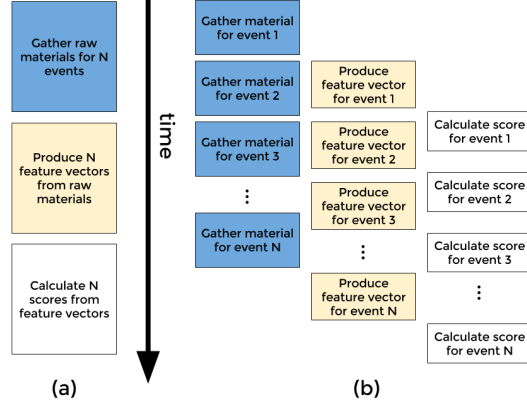 Gather raw
materials for N
events
Produce N
feature vectors
from raw
materials
Calculate N
scores from
feature vectors
(a)
time
Gather material
for event 1
Gather material
for event 2
Gather material
for event 3
Gather material
for event N
Produce
feature vector
for event 1
Produce
feature vector
for event 2
Produce
feature vector
for event 3
Produce
feature vector
for event N
Calculate score
for event 1
Calculate score
for event 2
Calculate score
for event 3
Calculate score
for event N
(b)